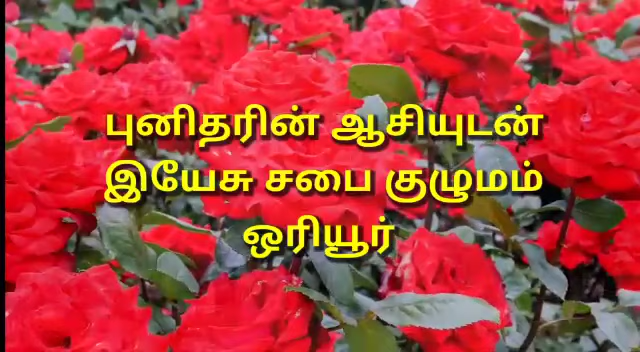 புனிதரின் ஆசியுடன்
இயேசு சபை குழுமம்
ஒரியூர்